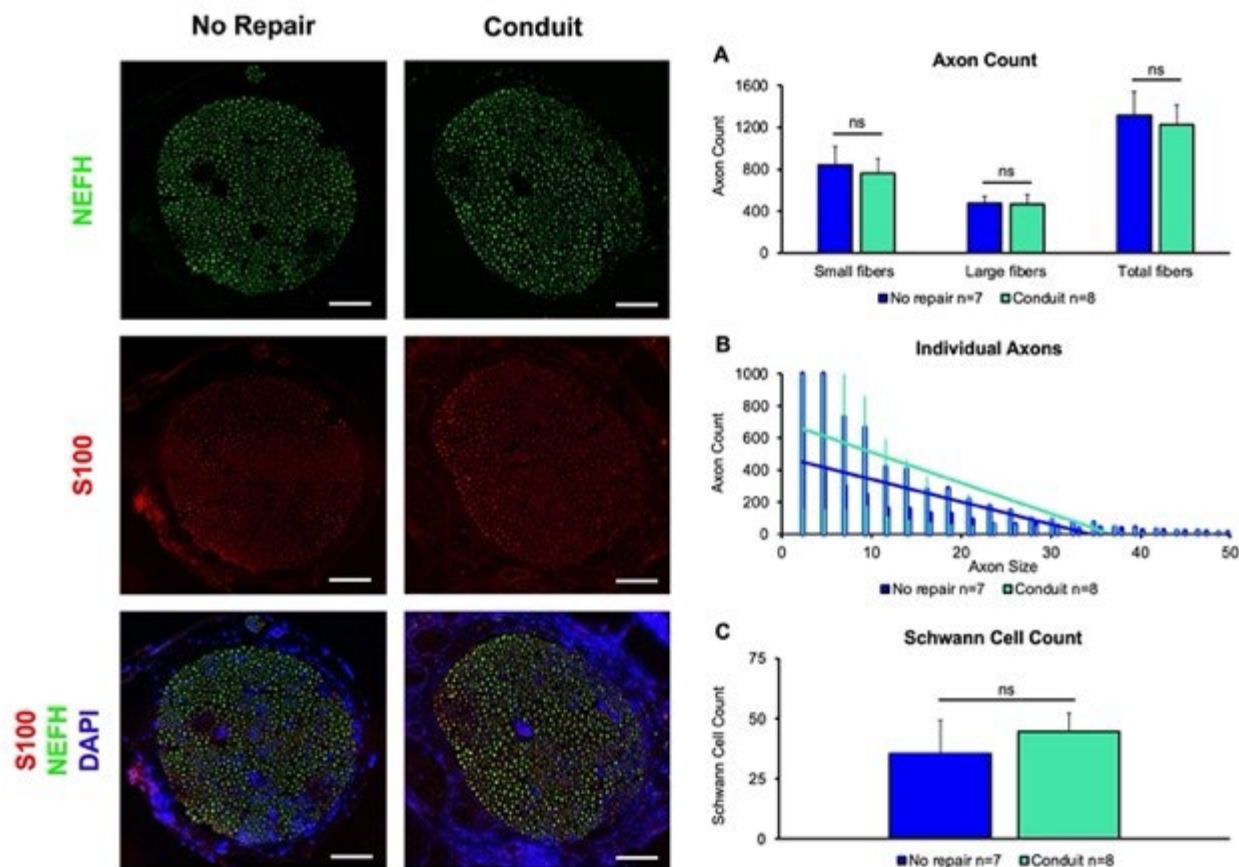 No Repair
Conduit
NEFH
S100
S100
NEFH
DAPI
A
Axon Count
Axon Count
1600
1200
800
400
0
ns
ns
ns
Small fibers
Large fibers
Total fibers
No repair n=7
Conduit n=8
B
Individual Axons
Axon Count
1000
800
600
400
200
0
0
10
20
30
40
50
Axon Size
No repair n=7
Conduit n=8
C
Schwann Cell Count
Schwann Cell Count
75
50
25
0
ns
No repair n=7
Conduit n=8